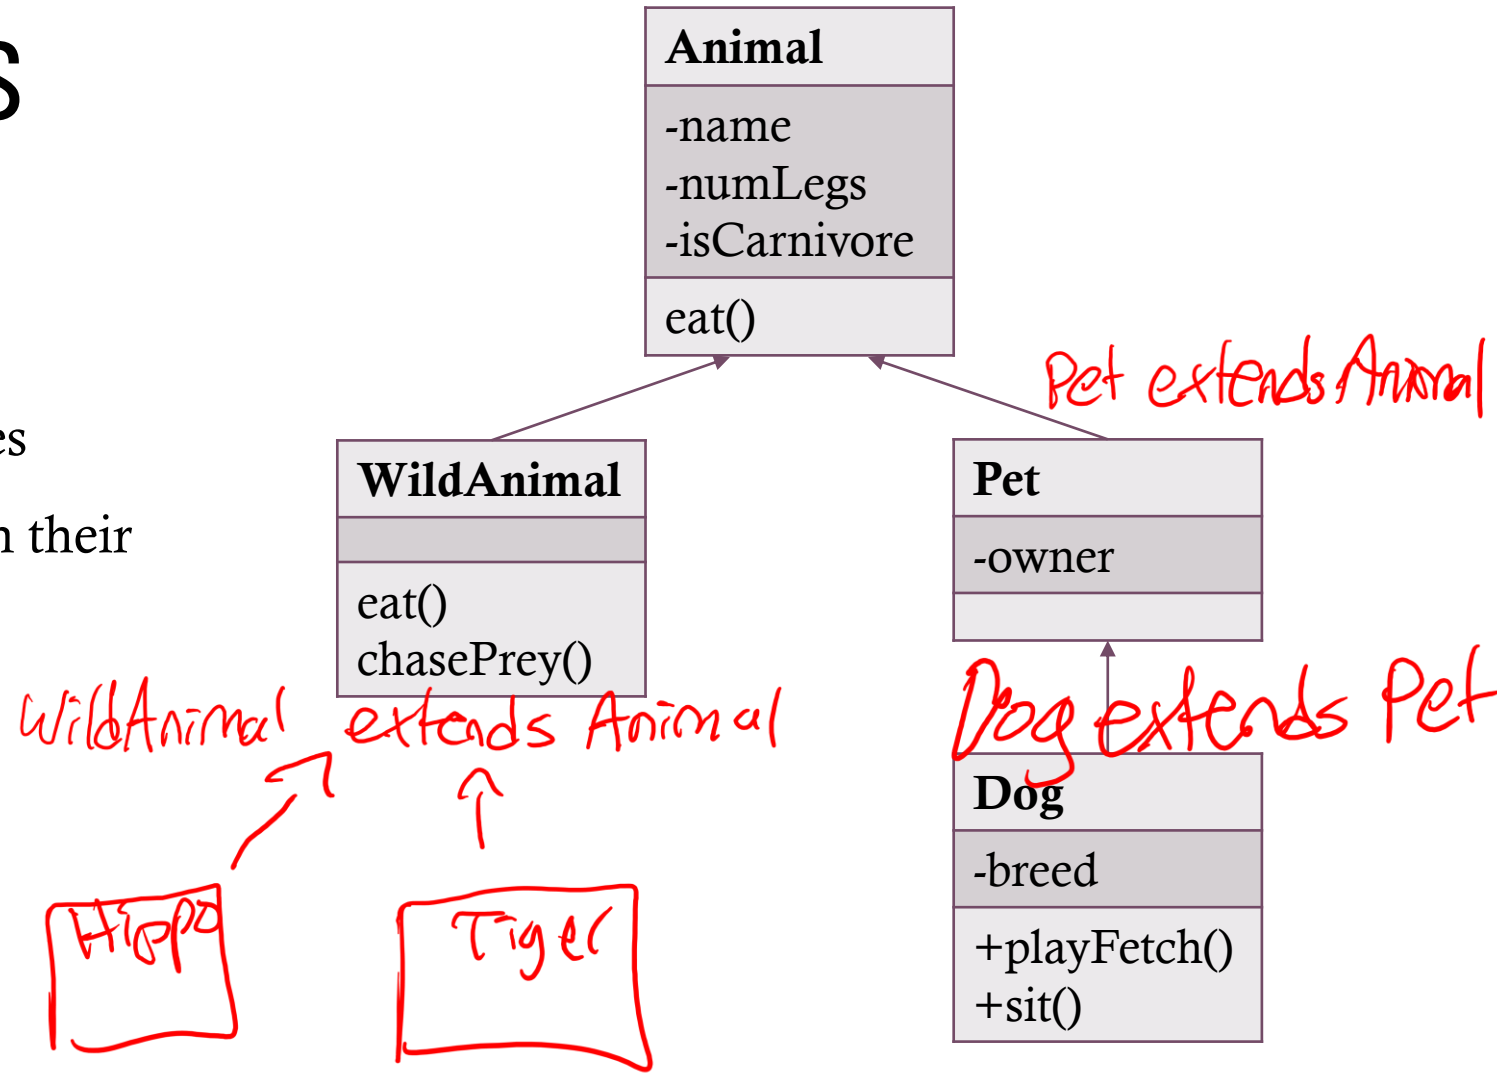 s
Animal
-name
-numLegs
-isCarnivore
eat()
Pet extends Animal
es
n their
WildAnimal
eat()
chasePrey()
Pet
-owner
WildAnimal extends Animal
Dog extends Pet
Dog
-breed
+playFetch()
+sit()
Hippo
Tiger